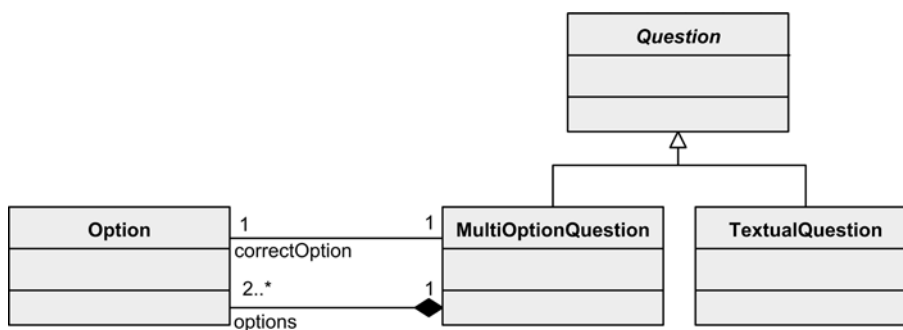 Question
Option
1
1
correctOption
2..*
1
options
MultiOptionQuestion
TextualQuestion